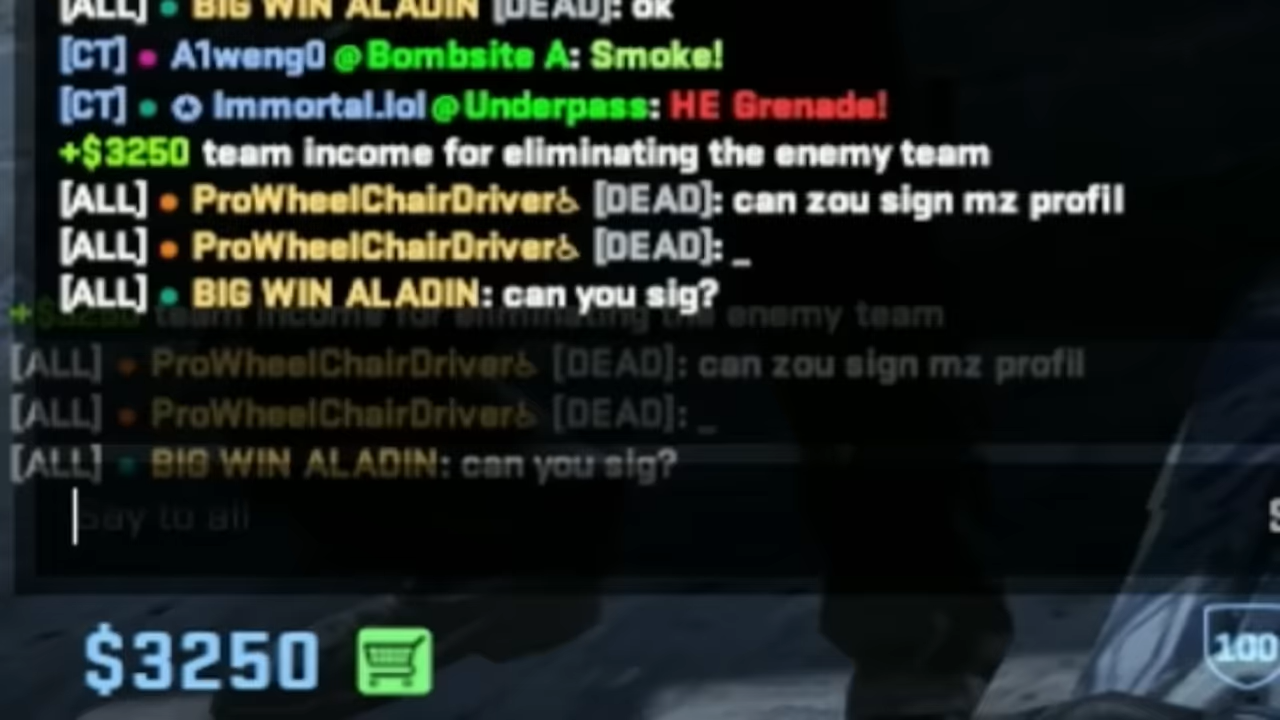 [ALL] • BIG WIN ALADIN [DEAD]: ok
[CT] • A1weng0 @ Bombsite A: Smoke!
[CT] • Immortal.lol @ Underpass: HE Grenade!
+$3250 team income for eliminating the enemy team
[ALL] • ProWheelChairDriver♿ [DEAD]: can zou sign mz profil
[ALL] • ProWheelChairDriver♿ [DEAD]: _
[ALL] • BIG WIN ALADIN: can you sig?
+$3250 team income for eliminating the enemy team
[ALL] • ProWheelChairDriver♿ [DEAD]: can zou sign mz profil
[ALL] • ProWheelChairDriver♿ [DEAD]: _
[ALL] • BIG WIN ALADIN: can you sig?
Say to all
$
$3250
100